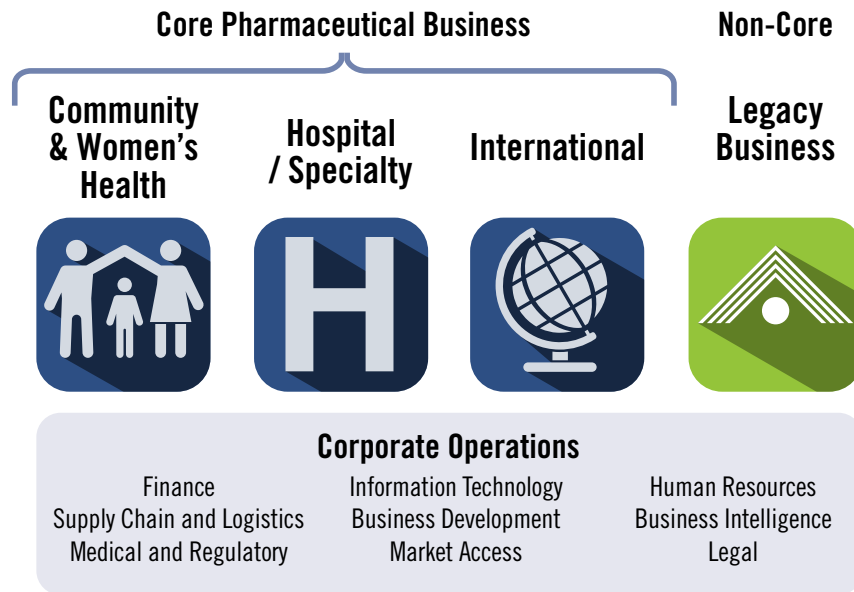 Core Pharmaceutical Business
Non-Core
Community
& Women’s
Health
Hospital
/ Specialty
International
Legacy
Business
H
Corporate Operations
Finance
Supply Chain and Logistics
Medical and Regulatory
Information Technology
Business Development
Market Access
Human Resources
Business Intelligence
Legal